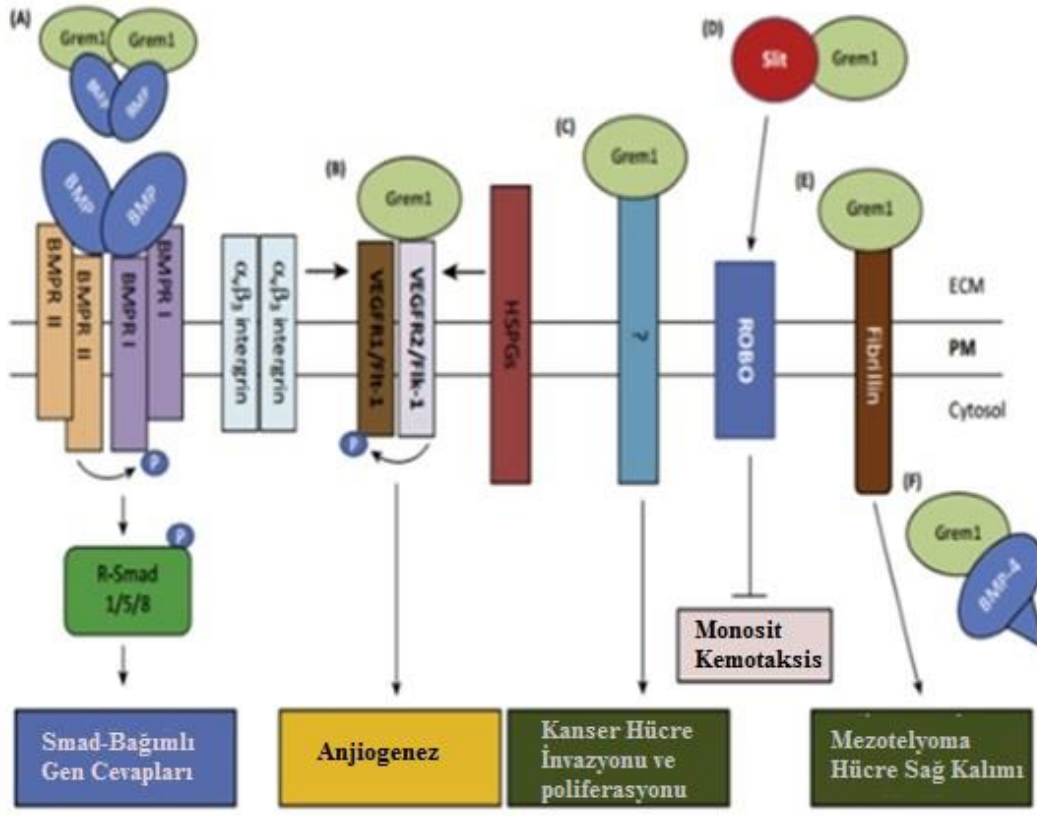 (A)
Grem1 Grem1
BMP BMP
BMP BMP
BMPR II
BMPR II
BMPR I
BMPR I
P
R-Smad
1/5/8
P
Smad-Bağımlı
Gen Cevapları
αvβ3 intergrin
αvβ3 intergrin
(B)
Grem1
VEGFR1/Flt-1
VEGFR2/Flk-1
P
HSPGs
Anjiogenez
(C)
Grem1
?
Kanser Hücre
İnvazyonu ve
poliferasyonu
(D)
Slit Grem1
ROBO
Monosit
Kemotaksis
(E)
Grem1
Fibrillin
ECM
PM
Cytosol
(F)
Grem1
BMP-4
Mezotelyoma
Hücre Sağ Kalımı